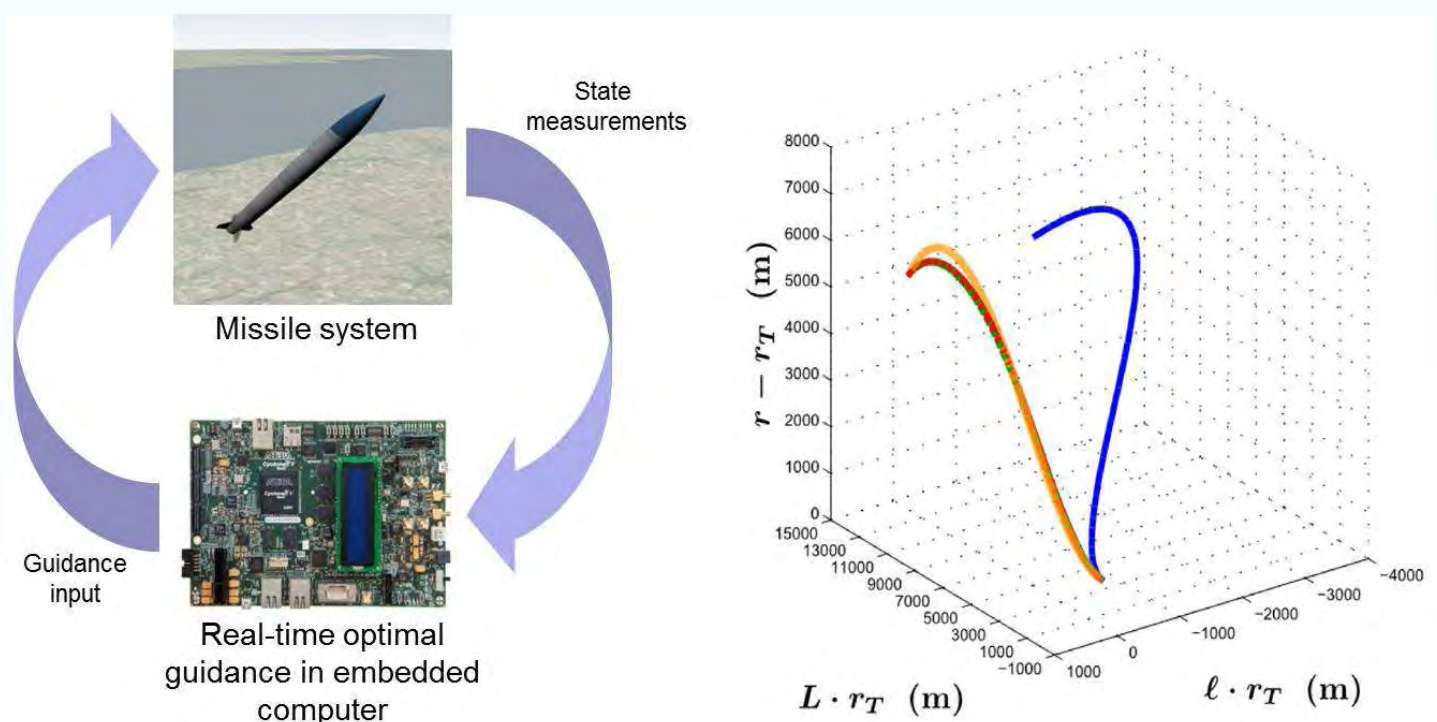 State
measurements
Missile system
Guidance
input
Real-time optimal
guidance in embedded
computer
8000
7000
6000
5000
4000
3000
2000
1000
0
r − r_T (m)
15000
13000
11000
9000
7000
5000
3000
1000
−1000
L · r_T (m)
1000
0
−1000
−2000
−3000
−4000
ℓ · r_T (m)